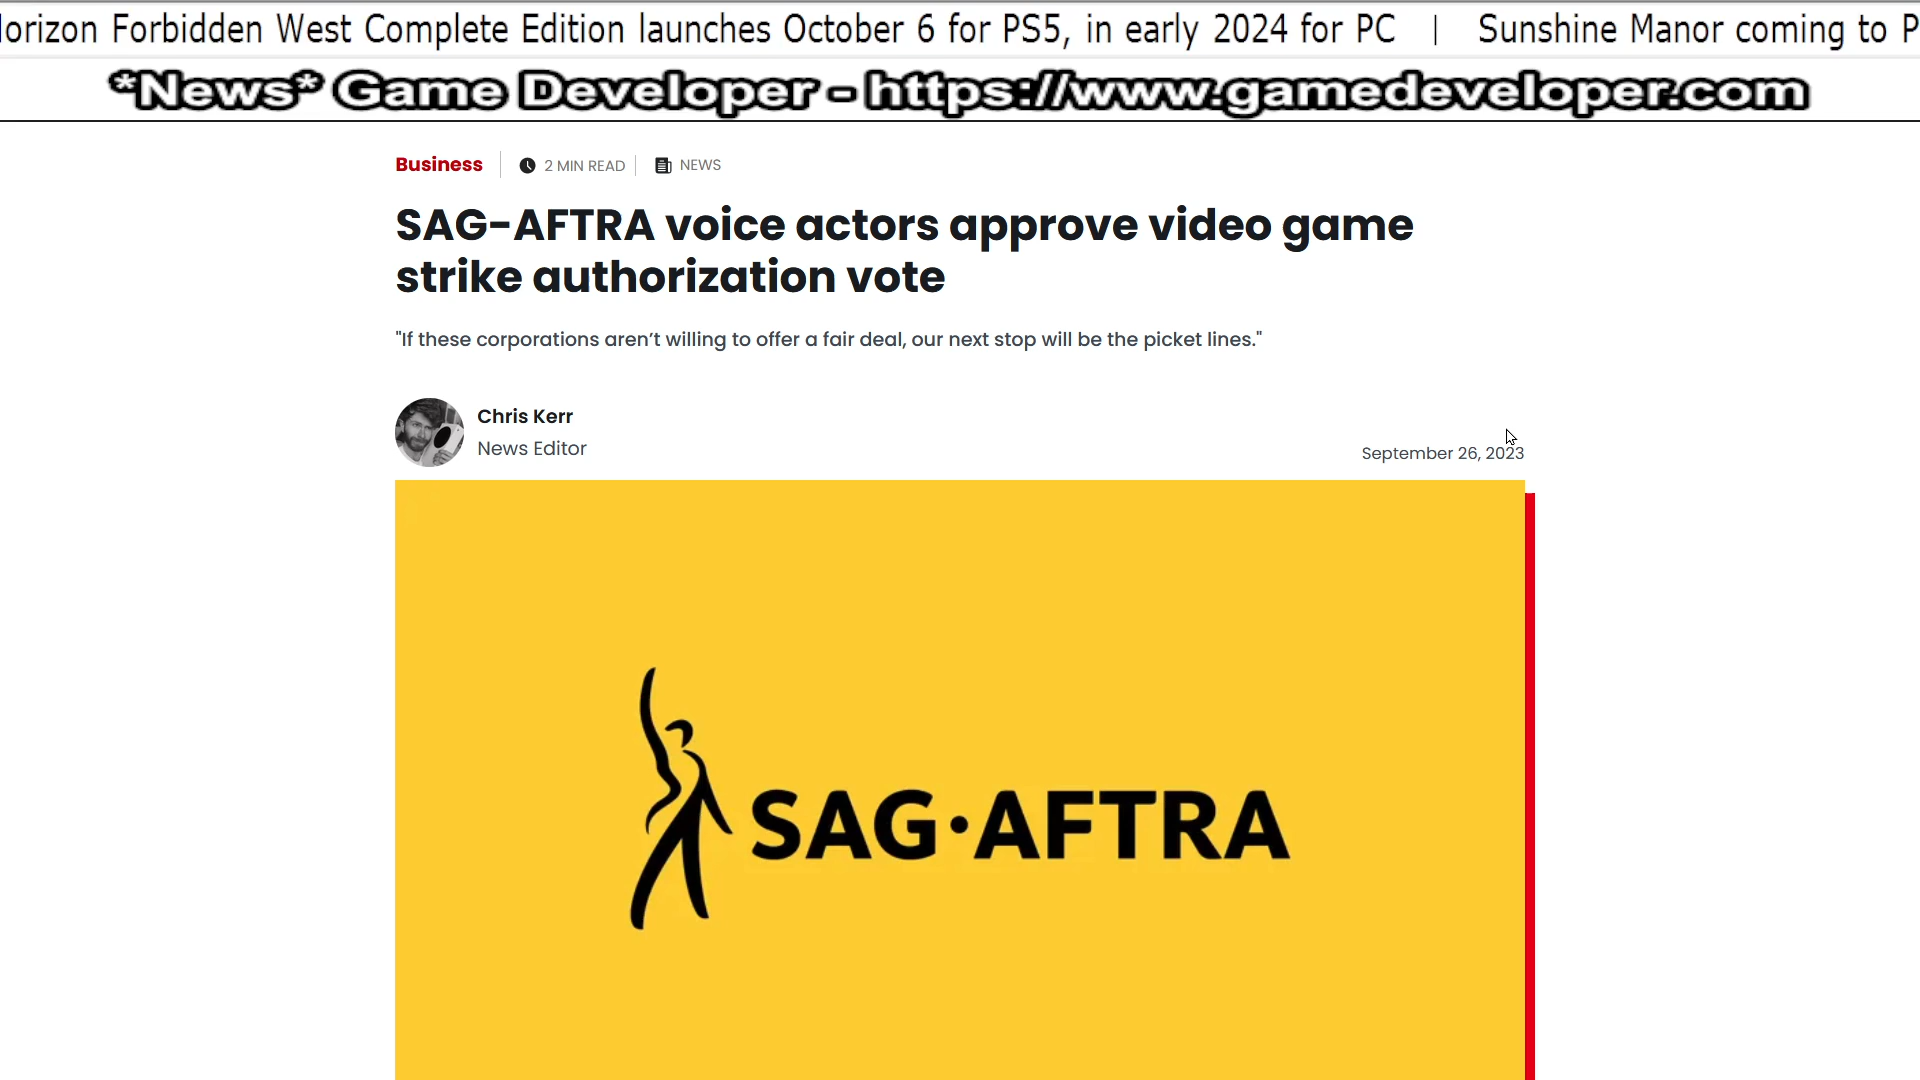 orizon Forbidden West Complete Edition launches October 6 for PS5, in early 2024 for PC | Sunshine Manor coming to P
*News* Game Developer - https://www.gamedeveloper.com
Business 2 MIN READ NEWS
SAG-AFTRA voice actors approve video game
strike authorization vote
"If these corporations aren’t willing to offer a fair deal, our next stop will be the picket lines."
Chris Kerr
News Editor
September 26, 2023
SAG·AFTRA